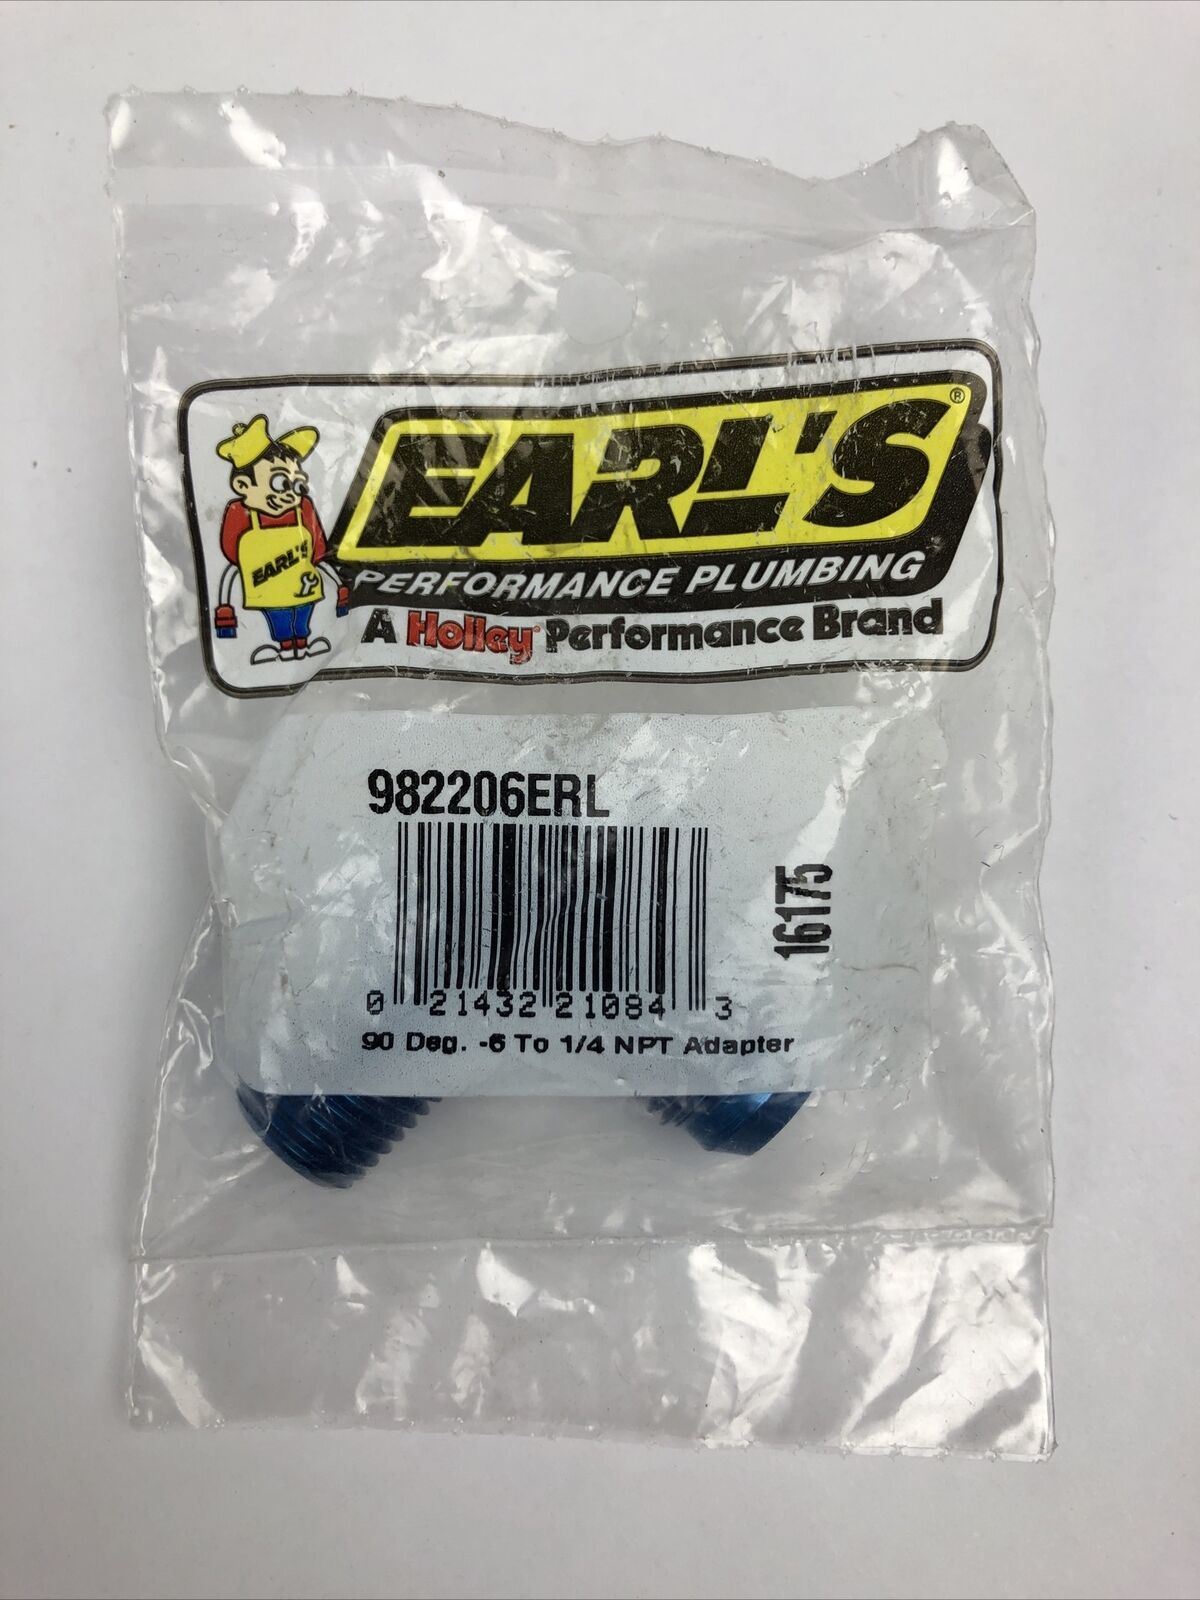 EARL'S®
EARL'S
PERFORMANCE PLUMBING
A Holley Performance Brand
982206ERL
16175
0 21432 21084 3
90 Deg. -6 To 1/4 NPT Adapter